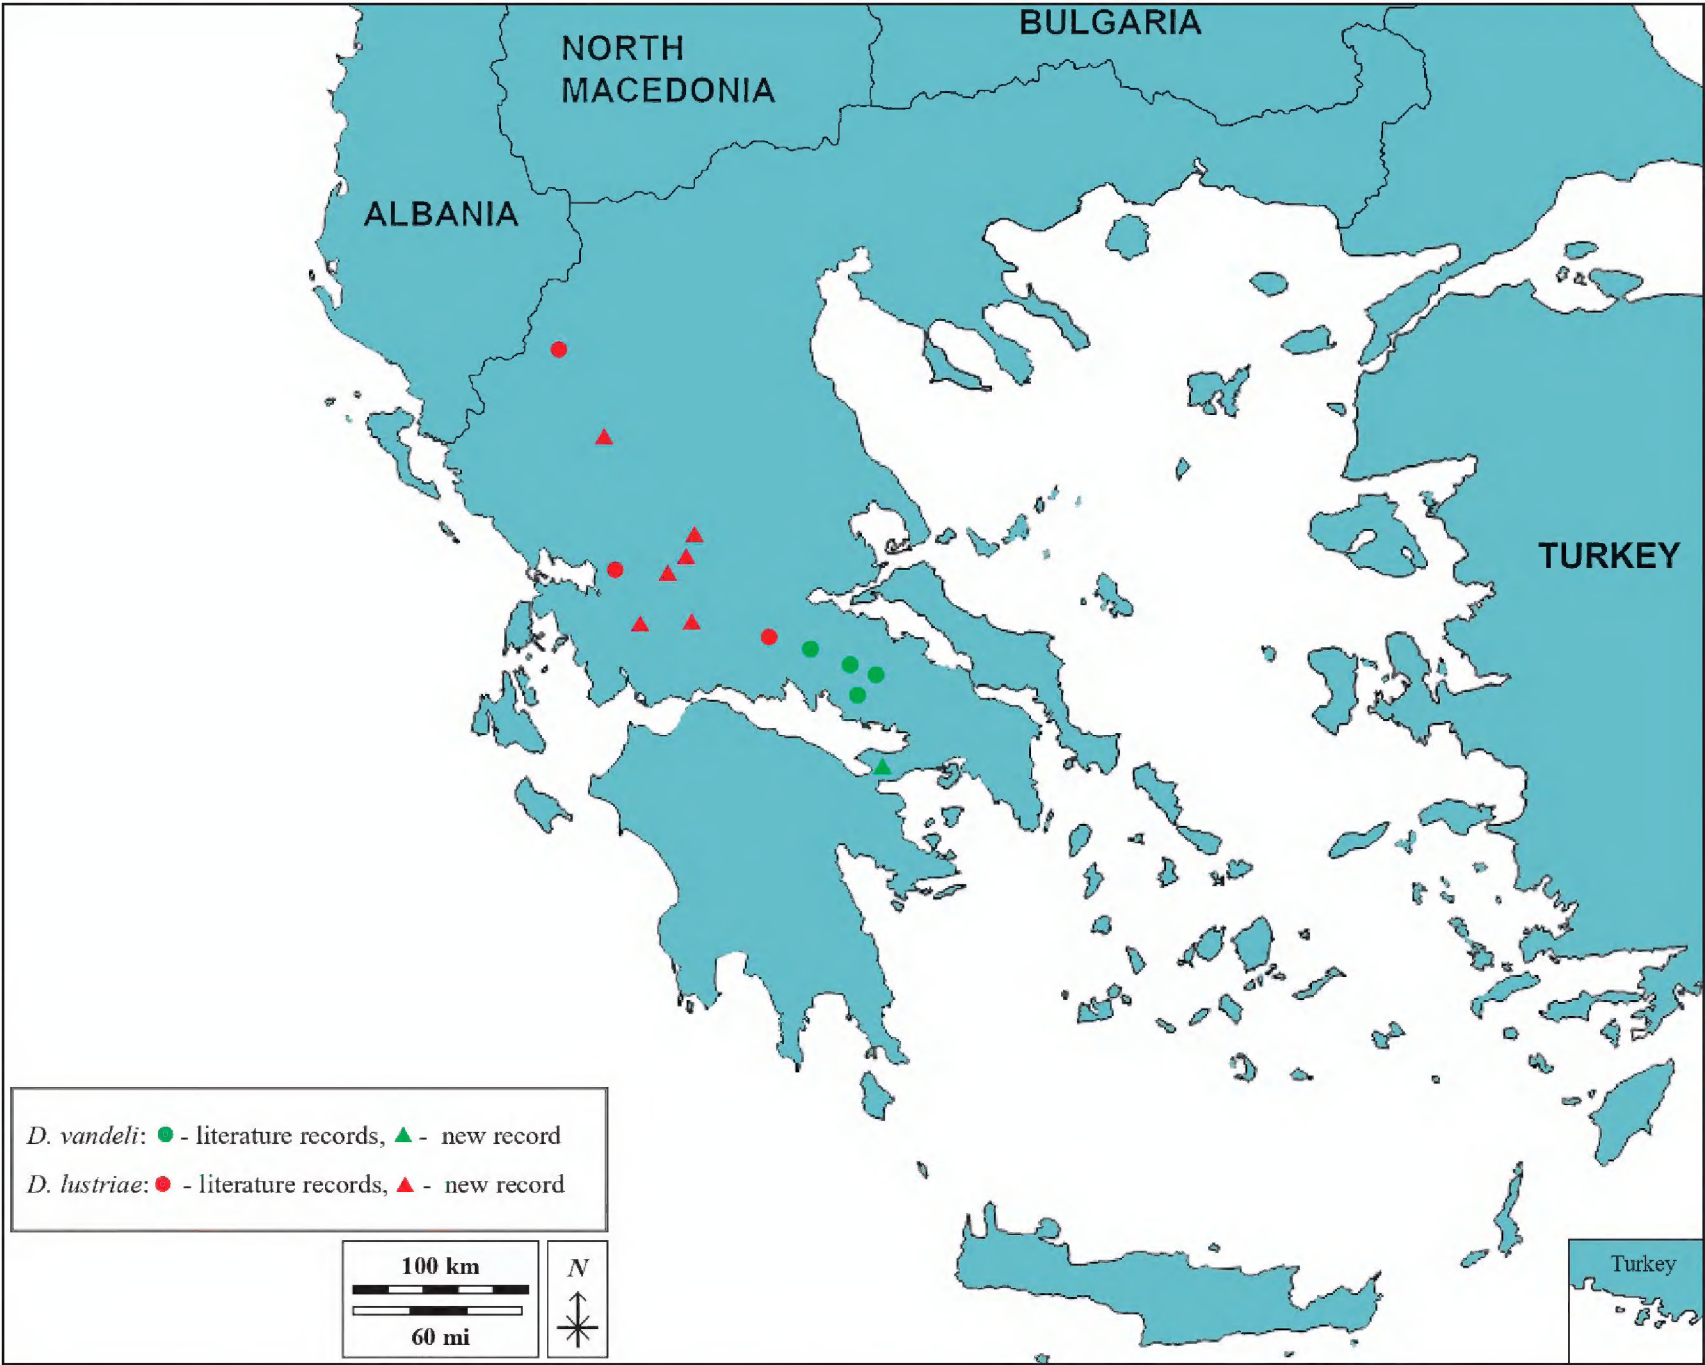 BULGARIA
NORTH
MACEDONIA
ALBANIA
TURKEY
D. vandeli: - literature records, - new record
D. lustriae: - literature records, - new record
100 km
60 mi
N
Turkey